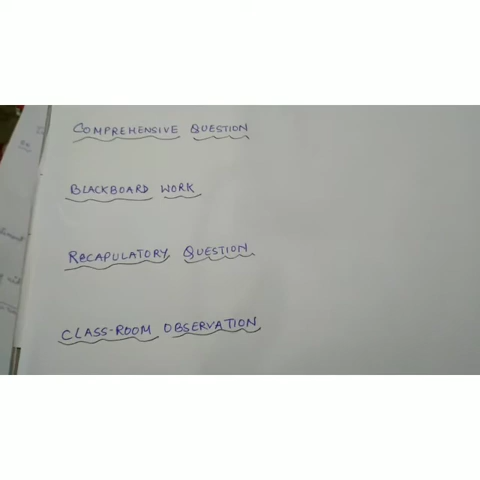 COMPREHENSIVE QUESTION
BLACKBOARD WORK
RECAPULATORY QUESTION
CLASS-ROOM OBSERVATION